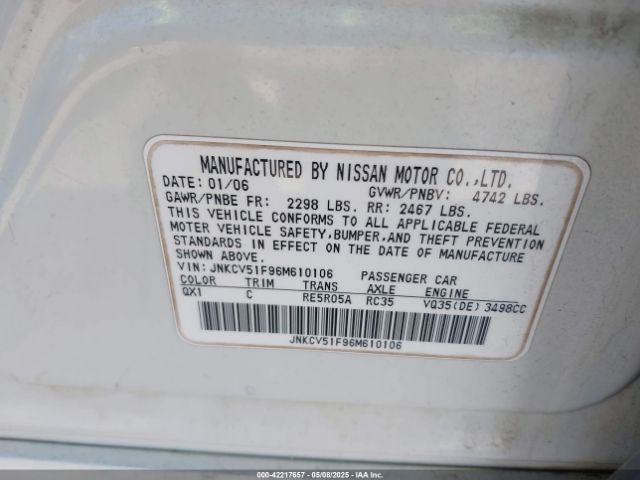 MANUFACTURED BY NISSAN MOTOR CO.,LTD.
DATE: 01/06 GVWR/PNBV: 4742 LBS.
GAWR/PNBE FR: 2298 LBS. RR: 2467 LBS.
THIS VEHICLE CONFORMS TO ALL APPLICABLE FEDERAL
MOTOR VEHICLE SAFETY,BUMPER,AND THEFT PREVENTION
STANDARDS IN EFFECT ON THE DATE OF MANUFACTURE
SHOWN ABOVE.
VIN: JNKCV51F96M610106 PASSENGER CAR
COLOR TRIM TRANS AXLE ENGINE
QX1 C RE5R05A RC35 VQ35(DE) 3498CC
JNKCV51F96M610106
000-42217657 - 05/08/2025 - IAAI.COM